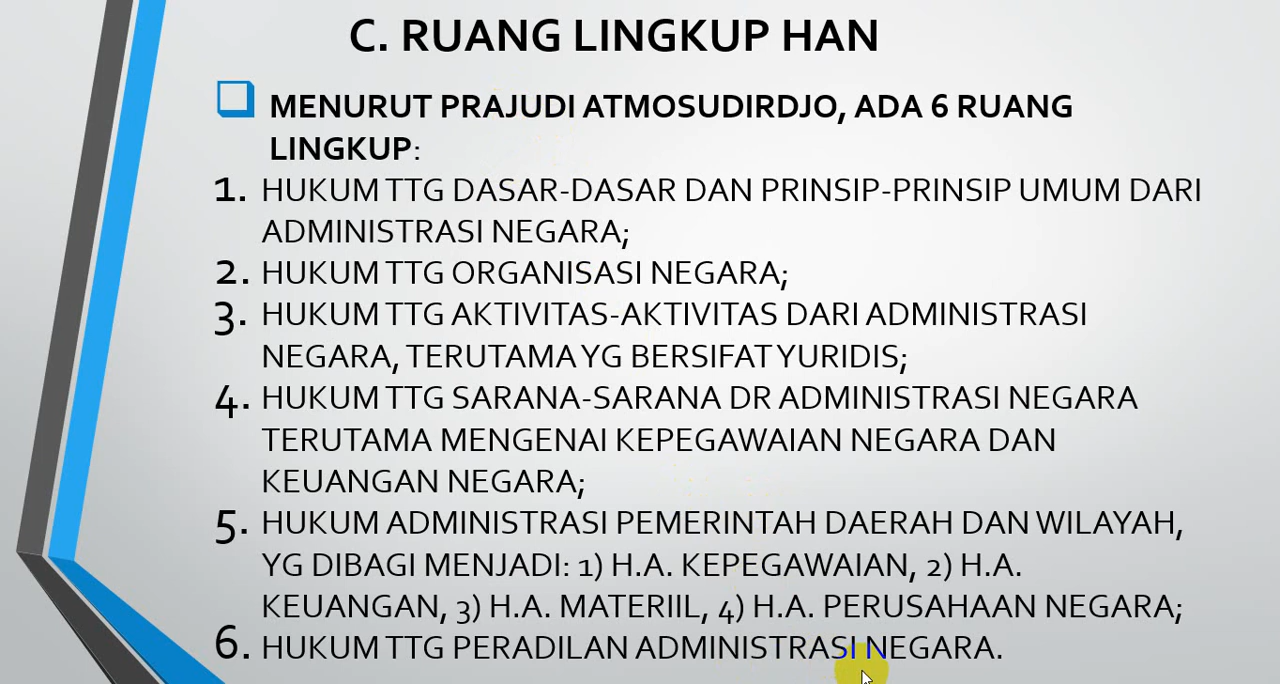 C. RUANG LINGKUP HAN
MENURUT PRAJUDI ATMOSUDIRDJO, ADA 6 RUANG
LINGKUP:
1. HUKUM TTG DASAR-DASAR DAN PRINSIP-PRINSIP UMUM DARI
ADMINISTRASI NEGARA;
2. HUKUM TTG ORGANISASI NEGARA;
3. HUKUM TTG AKTIVITAS-AKTIVITAS DARI ADMINISTRASI
NEGARA, TERUTAMA YG BERSIFAT YURIDIS;
4. HUKUM TTG SARANA-SARANA DR ADMINISTRASI NEGARA
TERUTAMA MENGENAI KEPEGAWAIAN NEGARA DAN
KEUANGAN NEGARA;
5. HUKUM ADMINISTRASI PEMERINTAH DAERAH DAN WILAYAH,
YG DIBAGI MENJADI: 1) H.A. KEPEGAWAIAN, 2) H.A.
KEUANGAN, 3) H.A. MATERIIL, 4) H.A. PERUSAHAAN NEGARA;
6. HUKUM TTG PERADILAN ADMINISTRASI NEGARA.